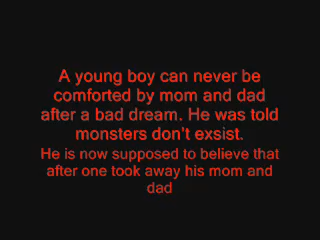 A young boy can never be
comforted by mom and dad
after a bad dream. He was told
monsters don't exsist.
He is now supposed to believe that
after one took away his mom and
dad